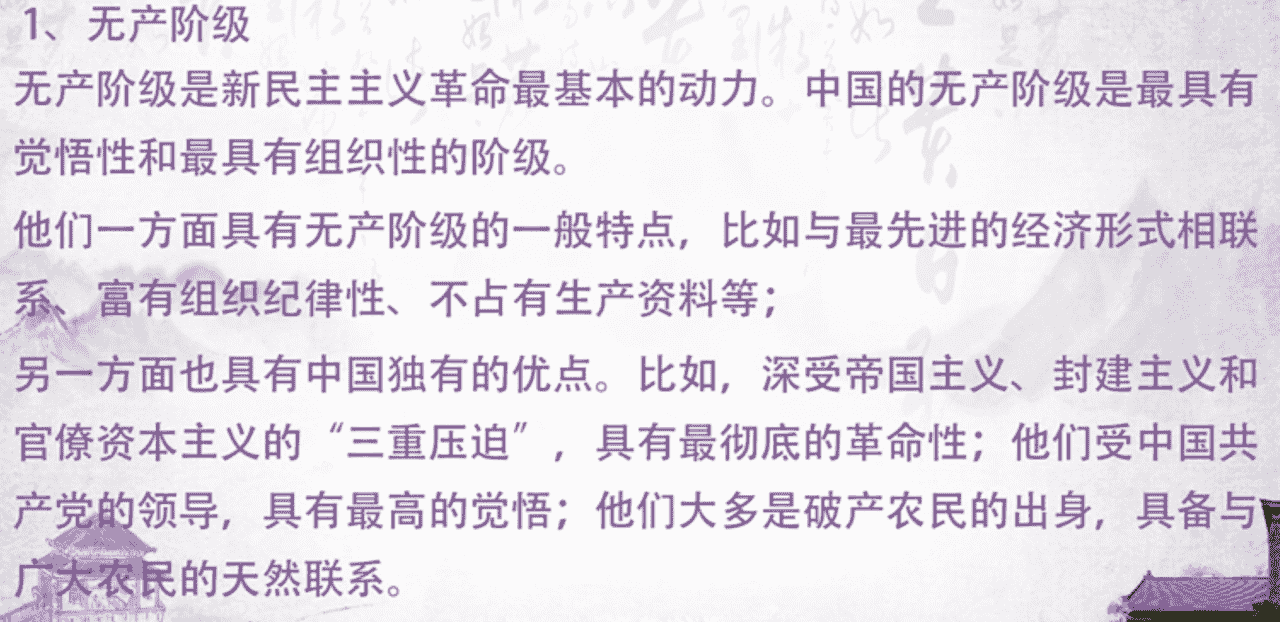 1、无产阶级
无产阶级是新民主主义革命最基本的动力。中国的无产阶级是最具有
觉悟性和最具有组织性的阶级。
他们一方面具有无产阶级的一般特点，比如与最先进的经济形式相联
系、富有组织纪律性、不占有生产资料等；
另一方面也具有中国独有的优点。比如，深受帝国主义、封建主义和
官僚资本主义的“三重压迫”，具有最彻底的革命性；他们受中国共
产党的领导，具有最高的觉悟；他们大多是破产农民的出身，具备与
广大农民的天然联系。